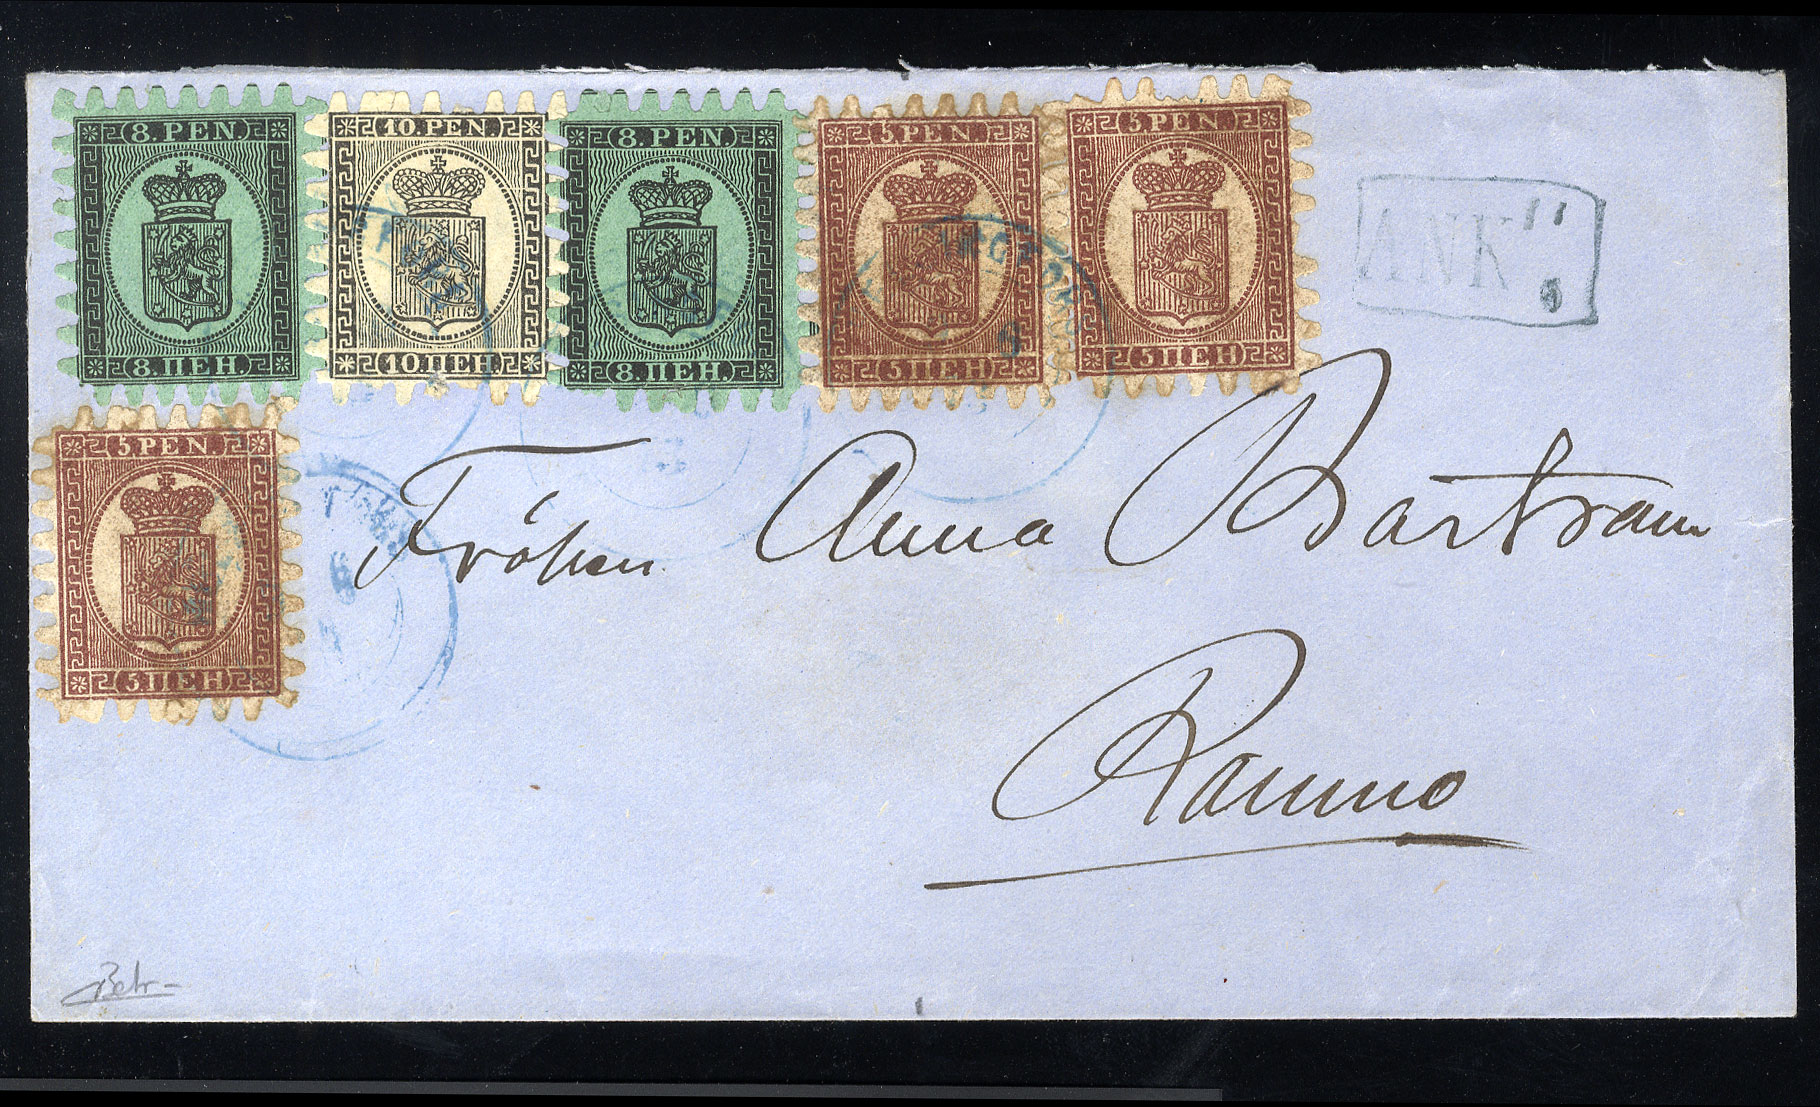 8. PEN.
8. ПЕН.
10. PEN.
10. ПЕН.
8. PEN.
8. ПЕН.
5. PEN.
5 ПЕН
5. PEN.
5 ПЕН
ANK"
5. PEN.
5 ПЕН
Fröken Anna Bartram
Raumo